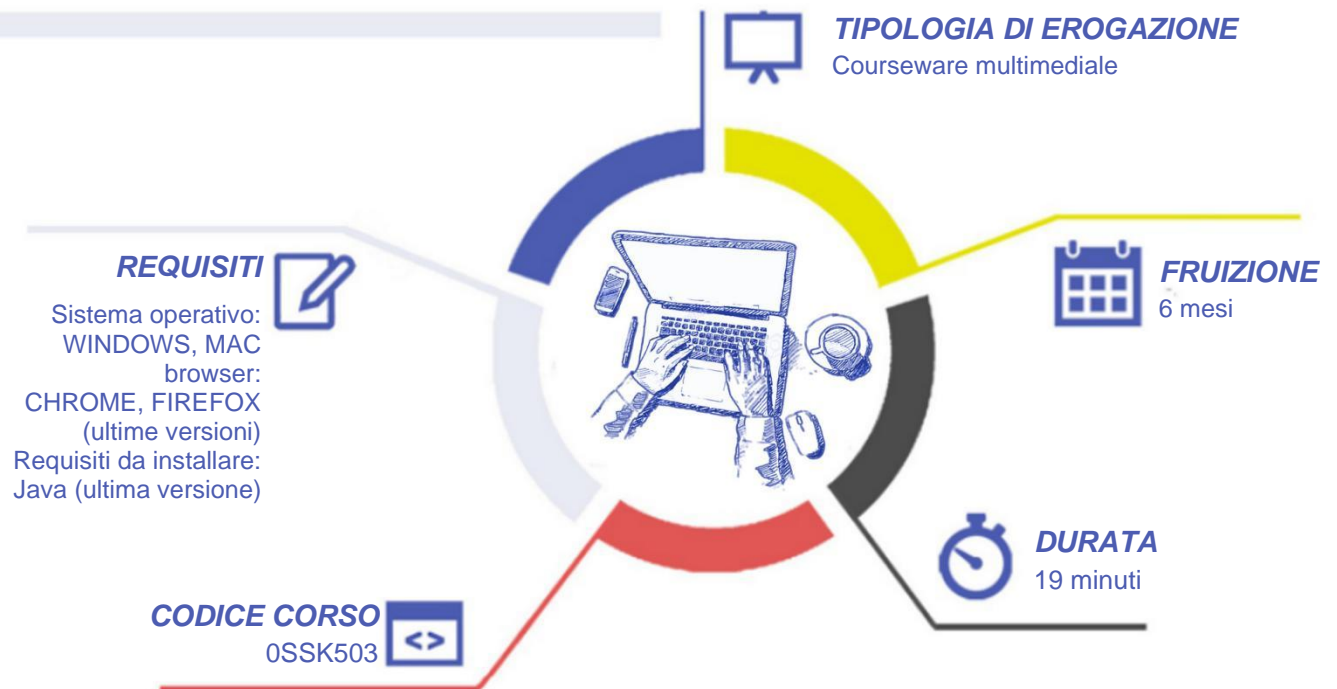 TIPOLOGIA DI EROGAZIONE
Courseware multimediale
REQUISITI
Sistema operativo:
WINDOWS, MAC
browser:
CHROME, FIREFOX
(ultime versioni)
Requisiti da installare:
Java (ultima versione)
FRUIZIONE
6 mesi
DURATA
19 minuti
CODICE CORSO
0SSK503